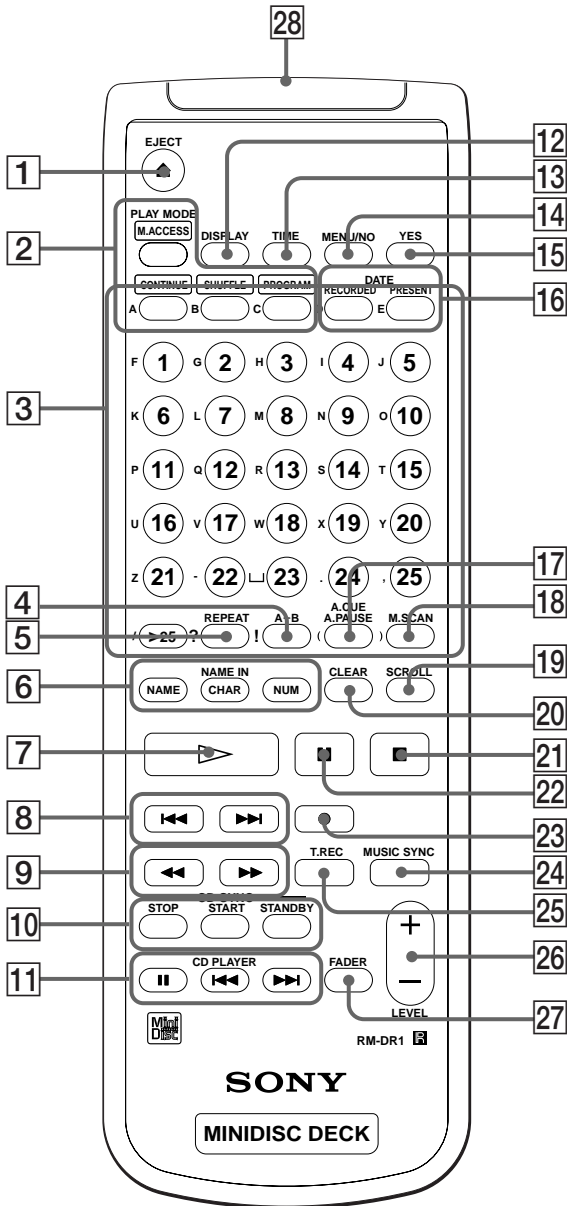 28
EJECT
1
12
13
14
15
PLAY MODE
M.ACCESS
2
DISPLAY TIME MENU/NO YES
DATE
CONTINUE SHUFFLE PROGRAM RECORDED PRESENT
16
A B C D E
3
F 1 G 2 H 3 I 4 J 5
K 6 L 7 M 8 N 9 O 10
P 11 Q 12 R 13 S 14 T 15
U 16 V 17 W 18 X 19 Y 20
Z 21 - 22 ␣ 23 . 24 , 25
17
4
A.CUE
REPEAT A↔B A.PAUSE M.SCAN
18
/ >25 ? ! ( )
5
NAME IN CLEAR SCROLL
19
6
NAME CHAR NUM
20
7
21
22
8
23
9
T.REC MUSIC SYNC
24
CD-SYNC
25
10
STOP START STANDBY
+
26
11
CD PLAYER FADER
–
27
LEVEL
Mini
Disc
RM-DR1 R
SONY
MINIDISC DECK